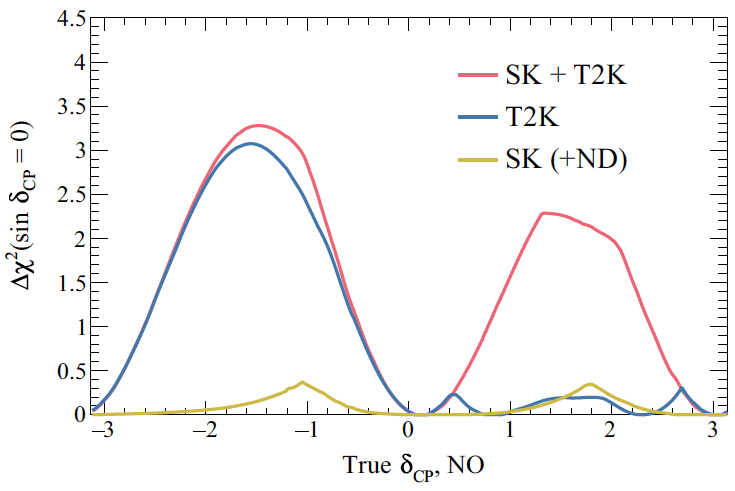 4.5
4
3.5
3
2.5
2
1.5
1
0.5
0
Δχ²(sin δCP = 0)
SK + T2K
T2K
SK (+ND)
−3 −2 −1 0 1 2 3
True δCP, NO